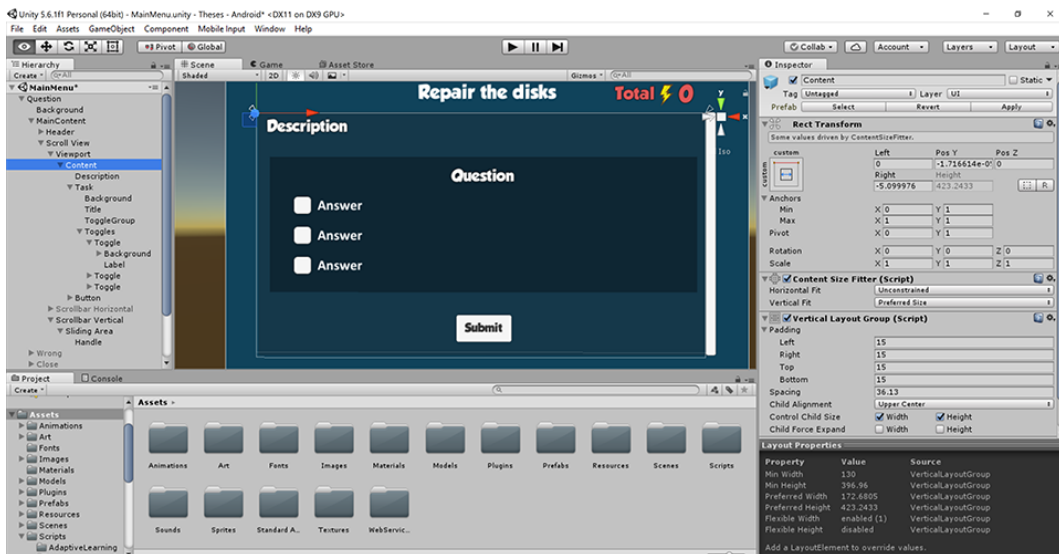 Unity 5.6.1f1 Personal (64bit) - MainMenu.unity - Theses - Android* <DX11 on DX9 GPU>
File Edit Assets GameObject Component Mobile Input Window Help
Pivot Global Collab Account Layers Layout
Hierarchy
Create All
MainMenu*
Question
Background
MainContent
Header
Scroll View
Viewport
Content
Description
Task
Background
Title
ToggleGroup
Toggles
Toggle
Background
Label
Toggle
Toggle
Button
Scrollbar Horizontal
Scrollbar Vertical
Sliding Area
Handle
Wrong
Close
Scene Game Asset Store
Shaded 2D Gizmos All
Repair the disks Total 0
y
x
Iso
Description
Question
Answer
Answer
Answer
Submit
Inspector
Content Static
Tag Untagged Layer UI
Prefab Select Revert Apply
Rect Transform
Some values driven by ContentSizeFitter.
custom Left Pos Y Pos Z
custom 0 -1.716614e-0 0
Right Height
-5.099976 423.2433 R
Anchors
Min X 0 Y 1
Max X 1 Y 1
Pivot X 0 Y 1
Rotation X 0 Y 0 Z 0
Scale X 1 Y 1 Z 1
Content Size Fitter (Script)
Horizontal Fit Unconstrained
Vertical Fit Preferred Size
Vertical Layout Group (Script)
Padding
Left 15
Right 15
Top 15
Bottom 15
Spacing 36.13
Child Alignment Upper Center
Control Child Size Width Height
Child Force Expand Width Height
Layout Properties
Property Value Source
Min Width 130 VerticalLayoutGroup
Min Height 396.96 VerticalLayoutGroup
Preferred Width 172.6805 VerticalLayoutGroup
Preferred Height 423.2433 VerticalLayoutGroup
Flexible Width enabled (1) VerticalLayoutGroup
Flexible Height disabled VerticalLayoutGroup
Add a LayoutElement to override values.
Project Console
Create
Assets
Animations
Art
Fonts
Images
Materials
Models
Plugins
Prefabs
Resources
Scenes
Scripts
AdaptiveLearning
Assets
Animations Art Fonts Images Materials Models Plugins Prefabs Resources Scenes Scripts
Sounds Sprites Standard A... Textures WebServic...